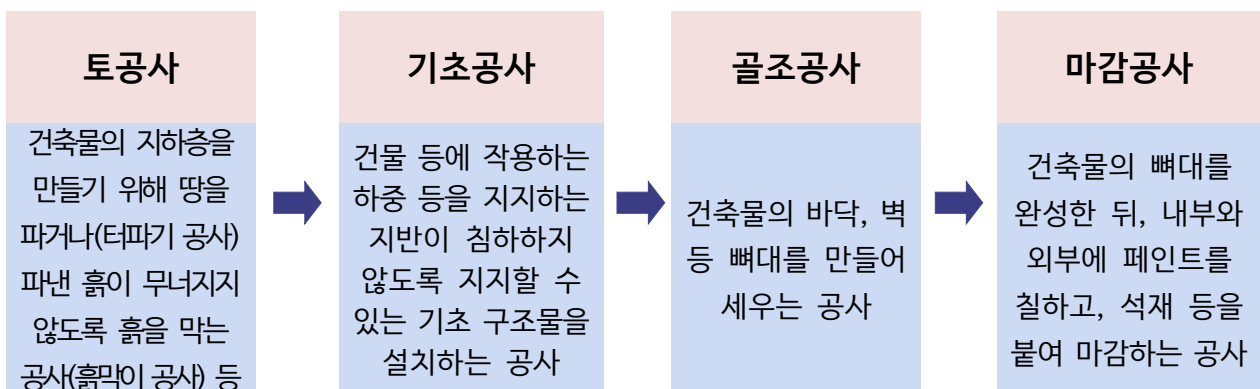 토공사
건축물의 지하층을
만들기 위해 땅을
파거나(터파기 공사)
파낸 흙이 무너지지
않도록 흙을 막는
공사(흙막이 공사) 등
기초공사
건물 등에 작용하는
하중 등을 지지하는
지반이 침하하지
않도록 지지할 수
있는 기초 구조물을
설치하는 공사
골조공사
건축물의 바닥, 벽
등 뼈대를 만들어
세우는 공사
마감공사
건축물의 뼈대를
완성한 뒤, 내부와
외부에 페인트를
칠하고, 석재 등을
붙여 마감하는 공사